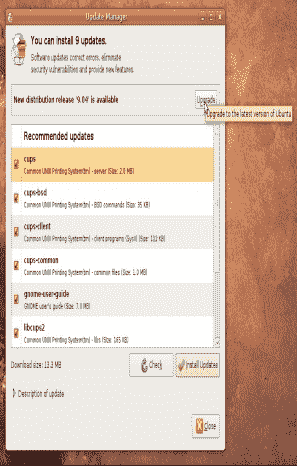 Update Manager
You can install 9 updates.
Software updates correct errors, eliminate
security vulnerabilities and provide new features.
New distribution release '9.04' is available
Upgrade
Upgrade to the latest version of Ubuntu
Recommended updates
cups
Common UNIX Printing System(tm) - server (Size: 2.0 MB)
cups-bsd
Common UNIX Printing System(tm) - BSD commands (Size: 35 KB)
cups-client
Common UNIX Printing System(tm) - client programs (SysV) (Size: KB)
cups-common
Common UNIX Printing System(tm) - common files (Size: 1.0 MB)
gnome-user-guide
GNOME user's guide (Size: 7.0 MB)
libcups2
Common UNIX Printing System(tm) - libs (Size: KB)
Download size: 13.3 MB
Check
Install Updates
Description of update
Close